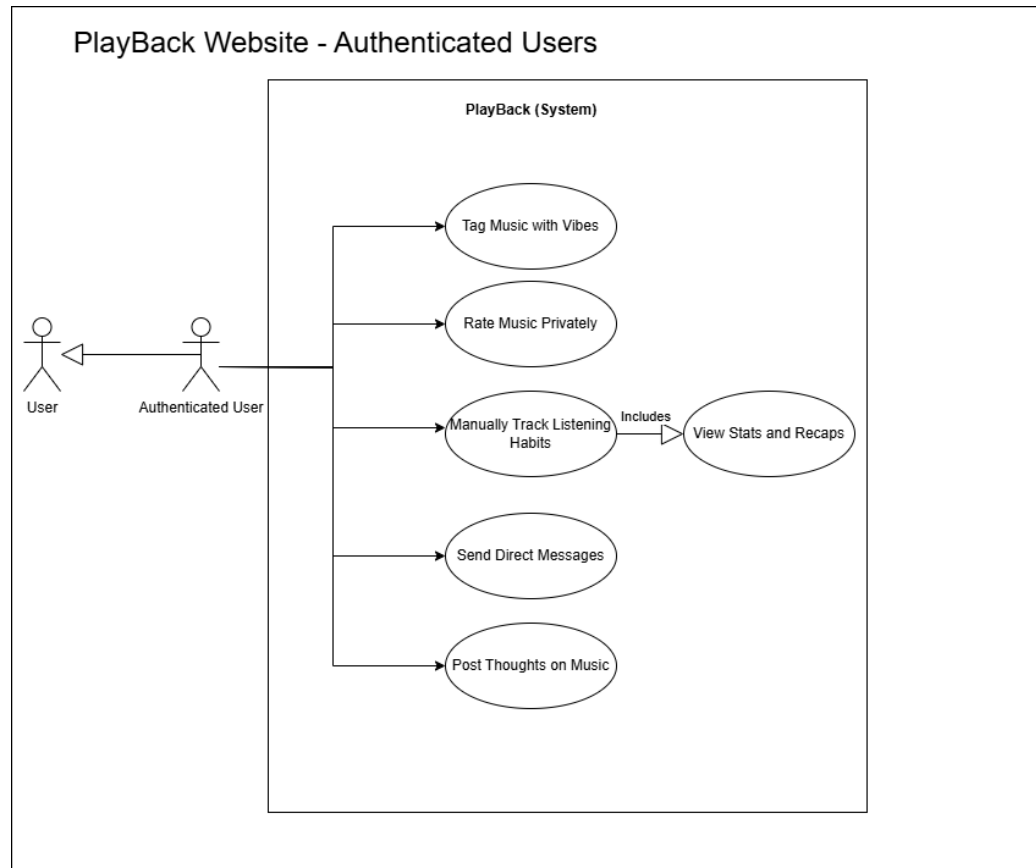 PlayBack Website - Authenticated Users
PlayBack (System)
Tag Music with Vibes
Rate Music Privately
User
Authenticated User
Manually Track Listening
Habits
Includes
View Stats and Recaps
Send Direct Messages
Post Thoughts on Music